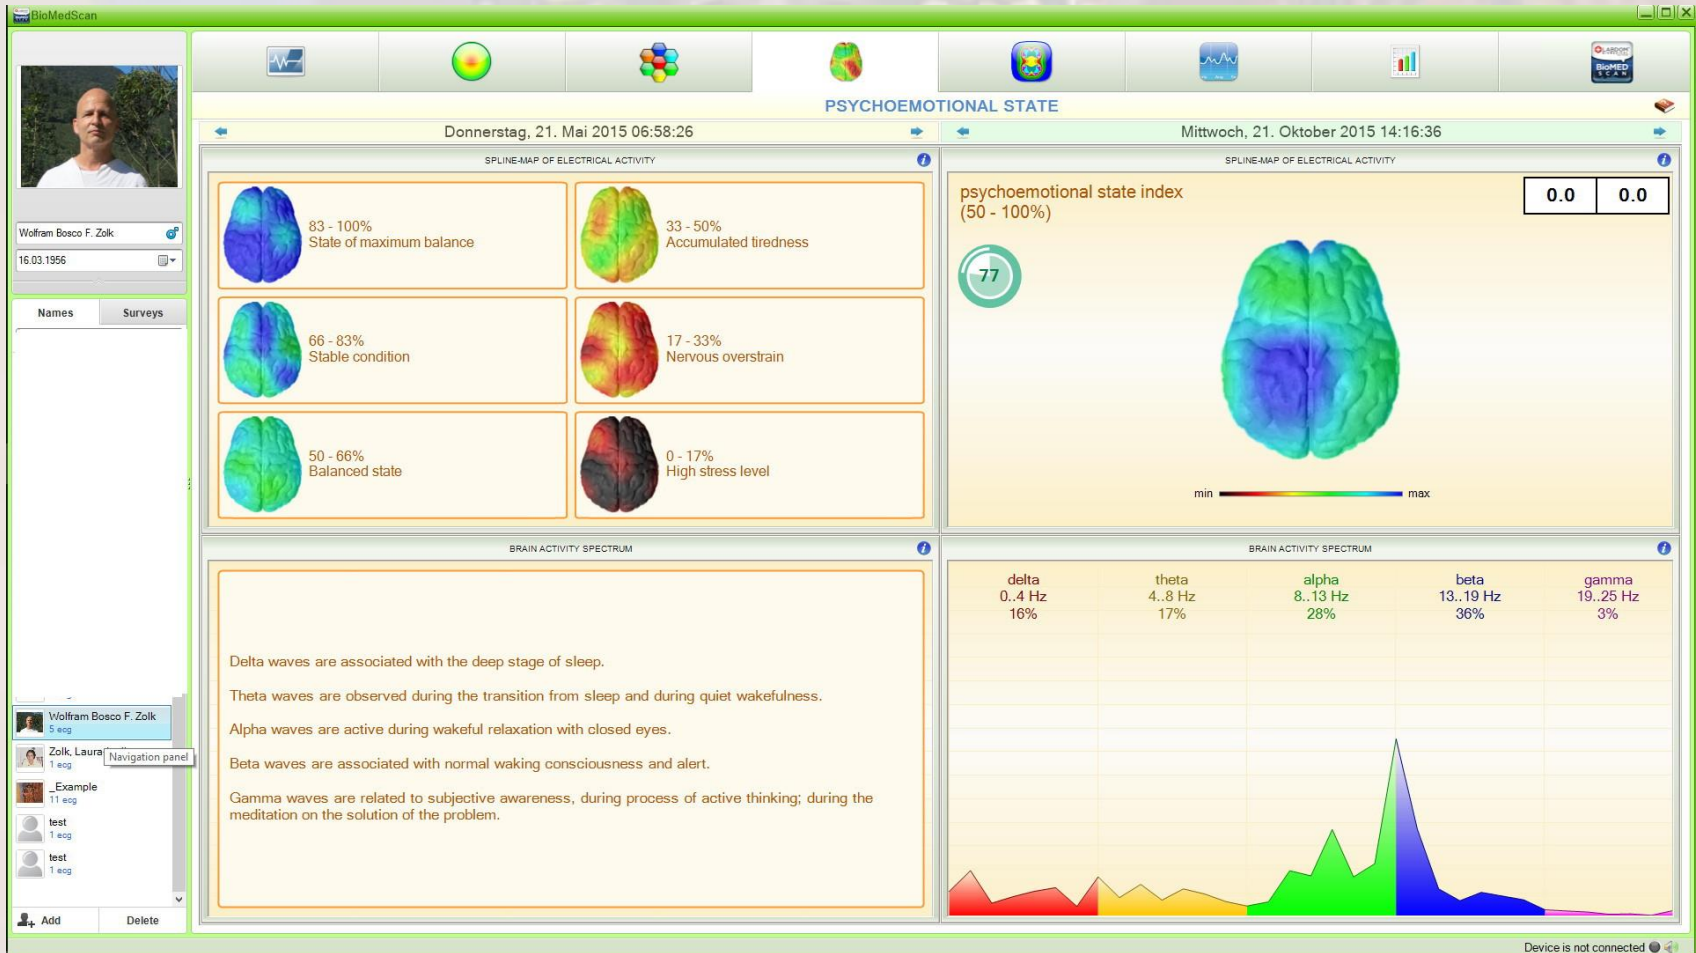 BioMedScan
PSYCHOEMOTIONAL STATE
Donnerstag, 21. Mai 2015 06:58:26
Mittwoch, 21. Oktober 2015 14:16:36
Wolfram Bosco F. Zolk
16.03.1956
Names
Surveys
Wolfram Bosco F. Zolk
5 ecg
Zolk, Laura
1 ecg
Navigation panel
_Example
11 ecg
test
1 ecg
test
1 ecg
Add
Delete
SPLINE-MAP OF ELECTRICAL ACTIVITY
83 - 100%
State of maximum balance
33 - 50%
Accumulated tiredness
66 - 83%
Stable condition
17 - 33%
Nervous overstrain
50 - 66%
Balanced state
0 - 17%
High stress level
SPLINE-MAP OF ELECTRICAL ACTIVITY
psychoemotional state index
(50 - 100%)
0.0
0.0
77
min
max
BRAIN ACTIVITY SPECTRUM
Delta waves are associated with the deep stage of sleep.
Theta waves are observed during the transition from sleep and during quiet wakefulness.
Alpha waves are active during wakeful relaxation with closed eyes.
Beta waves are associated with normal waking consciousness and alert.
Gamma waves are related to subjective awareness, during process of active thinking; during the
meditation on the solution of the problem.
BRAIN ACTIVITY SPECTRUM
delta
0..4 Hz
16%
theta
4..8 Hz
17%
alpha
8..13 Hz
28%
beta
13..19 Hz
36%
gamma
19..25 Hz
3%
BioMED
SCAN
Device is not connected